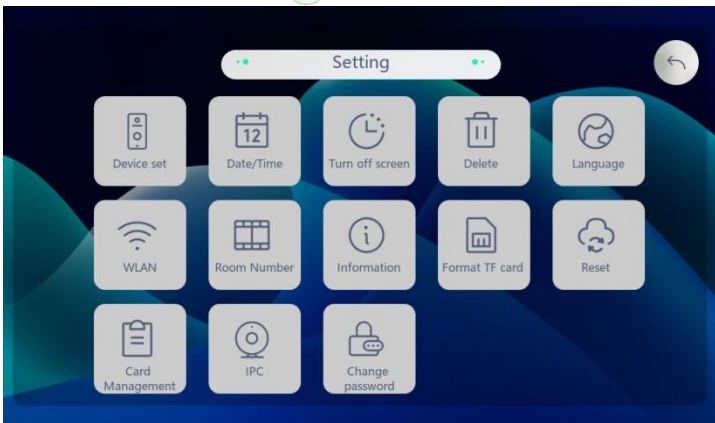 Setting
Device set
12
Date/Time
Turn off screen
Delete
Language
WLAN
Room Number
i
Information
Format TF card
Reset
Card
Management
IPC
Change
password